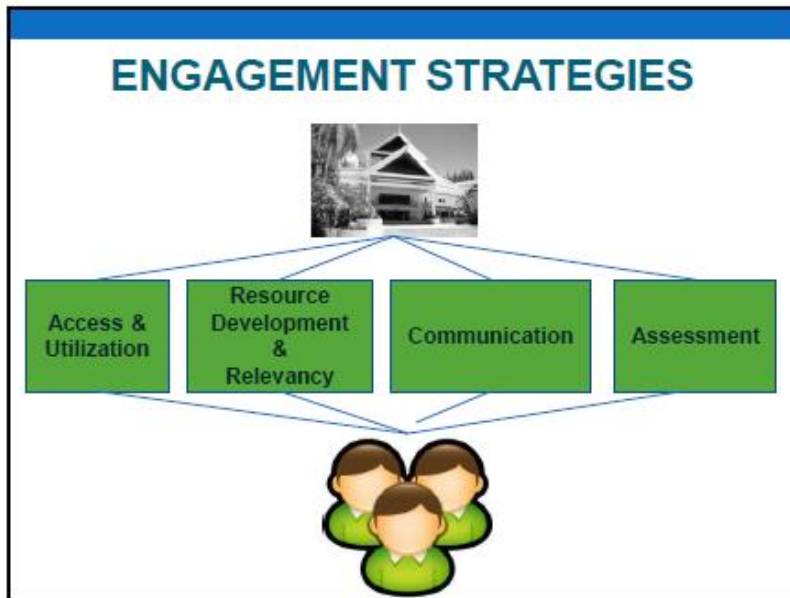 ENGAGEMENT STRATEGIES
Access &
Utilization
Resource
Development
&
Relevancy
Communication
Assessment